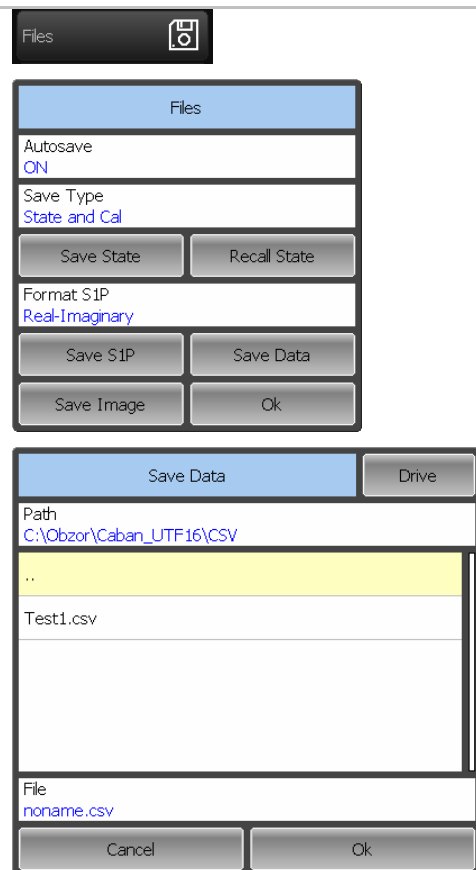 Files
Files
Autosave
ON
Save Type
State and Cal
Save State Recall State
Format S1P
Real-Imaginary
Save S1P Save Data
Save Image Ok
Save Data Drive
Path
C:\Obzor\Caban_UTF16\CSV
..
Test1.csv
File
noname.csv
Cancel Ok